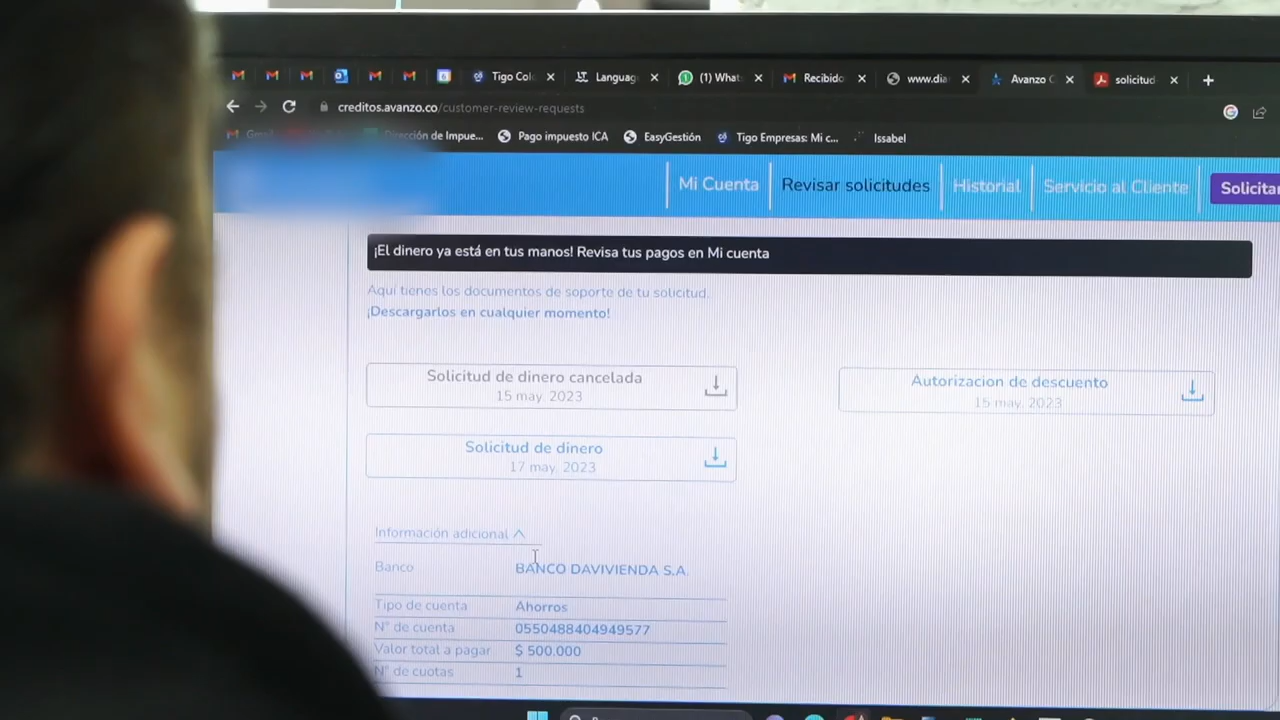 Tigo Col
Languag
(1) What
Recibido
www.dia
Avanzo C
solicitud
creditos.avanzo.co/customer-review-requests
Gmail
Dirección de Impue...
Pago impuesto ICA
EasyGestión
Tigo Empresas: Mi c...
Issabel
Mi Cuenta
Revisar solicitudes
Historial
Servicio al Cliente
Solicitar
¡El dinero ya está en tus manos! Revisa tus pagos en Mi cuenta
Aquí tienes los documentos de soporte de tu solicitud.
¡Descargarlos en cualquier momento!
Solicitud de dinero cancelada
15 may. 2023
Autorizacion de descuento
15 may. 2023
Solicitud de dinero
17 may. 2023
Información adicional
Banco BANCO DAVIVIENDA S.A.
Tipo de cuenta Ahorros
N° de cuenta 0550488404949577
Valor total a pagar $ 500.000
N° de cuotas 1